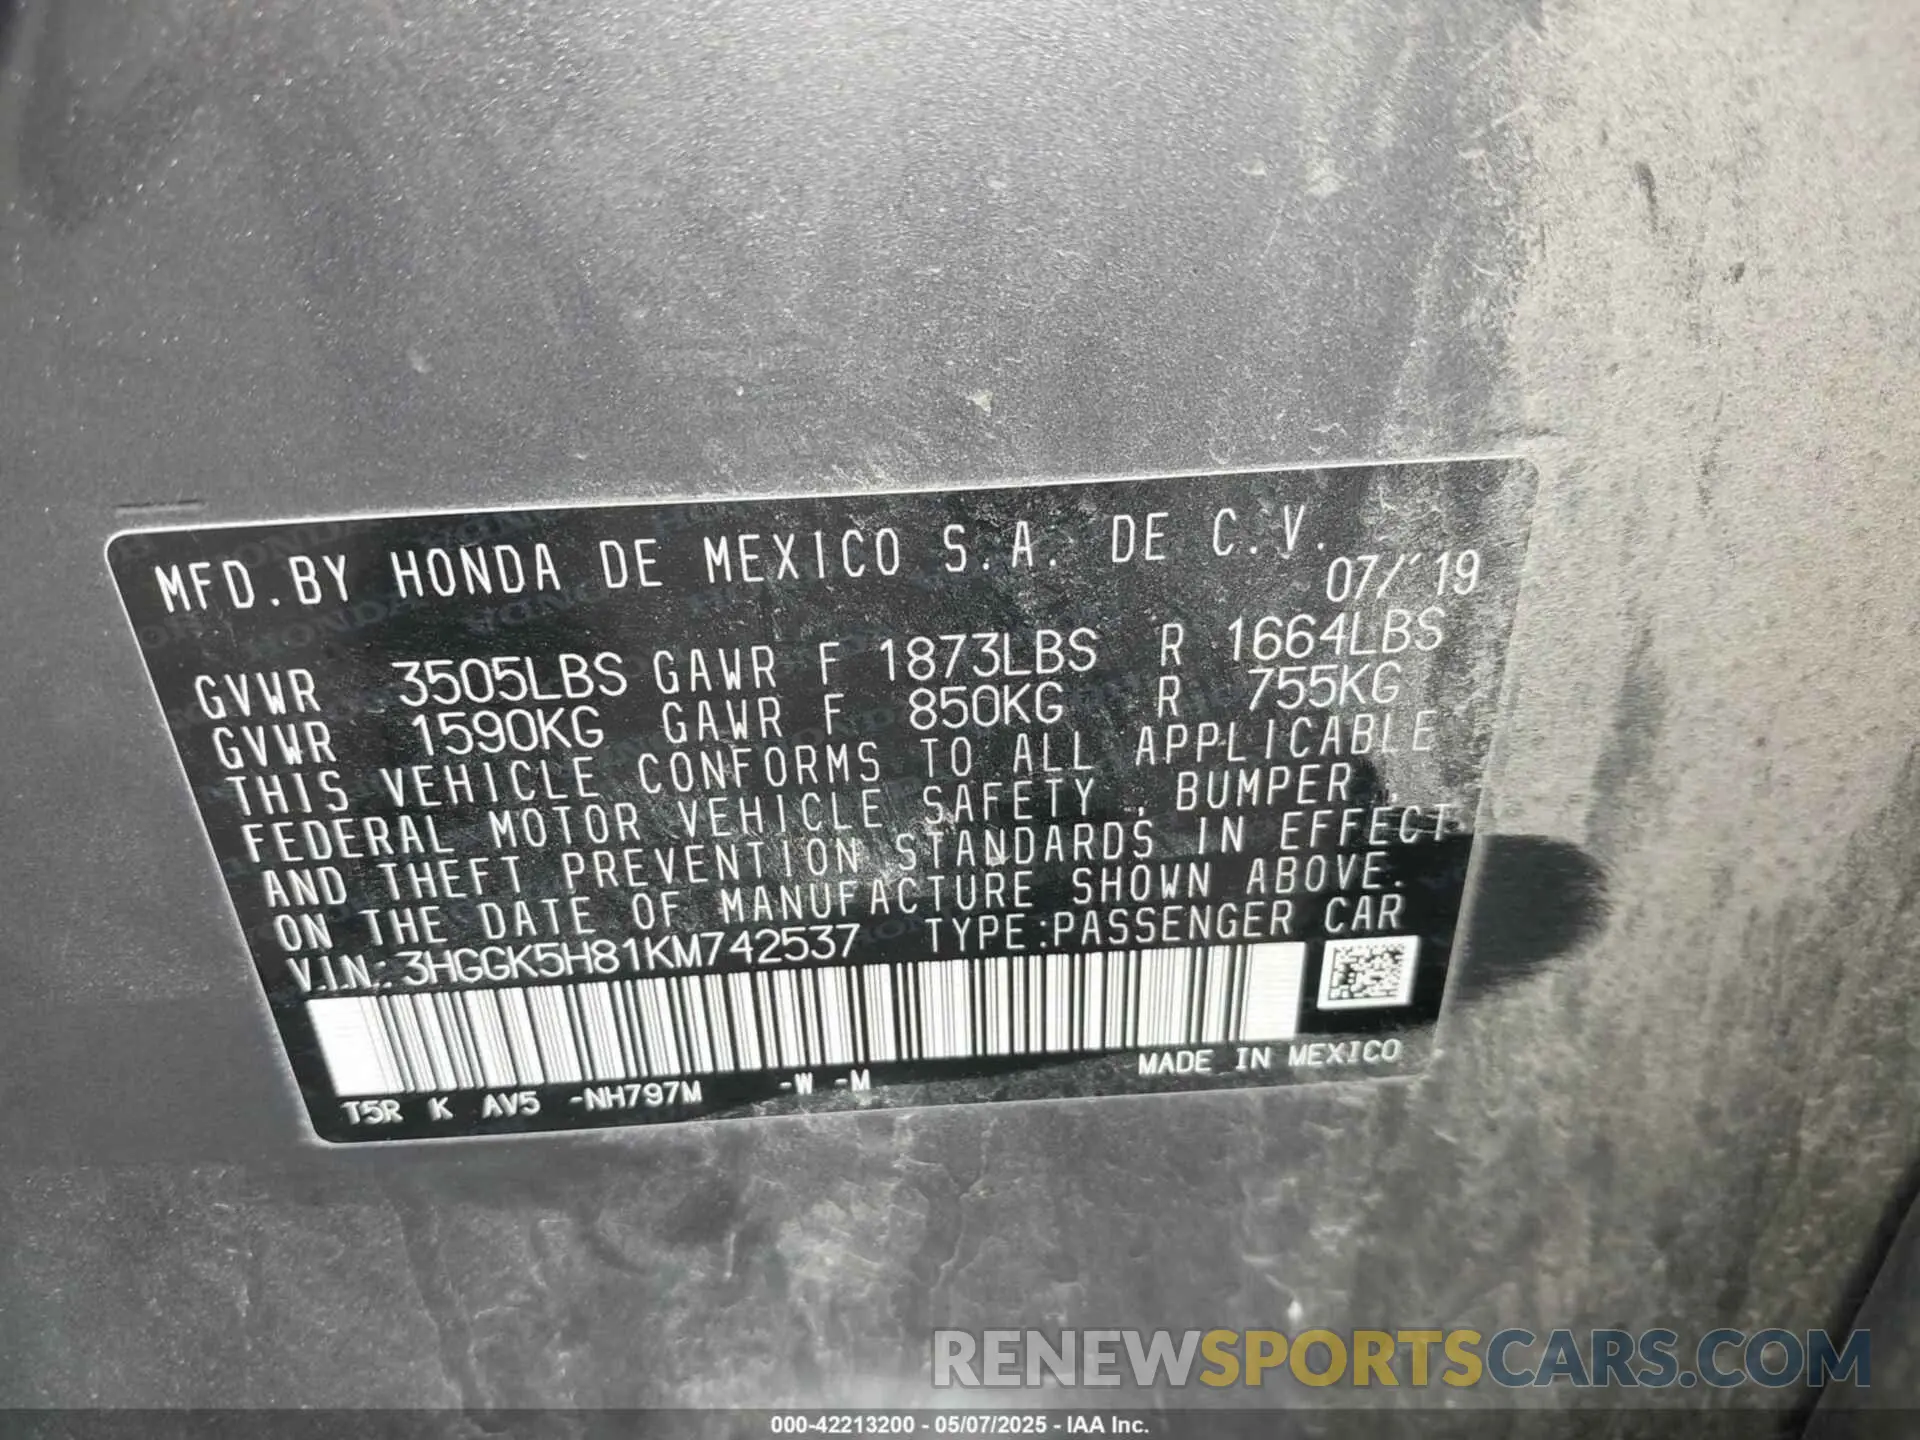 MFD. BY HONDA DE MEXICO S.A. DE C.V.
07/'19
GVWR 3505LBS GAWR F 1873LBS R 1664LBS
GVWR 1590KG GAWR F 850KG R 755KG
THIS VEHICLE CONFORMS TO ALL APPLICABLE
FEDERAL MOTOR VEHICLE SAFETY , BUMPER ,
AND THEFT PREVENTION STANDARDS IN EFFECT
ON THE DATE OF MANUFACTURE SHOWN ABOVE.
V.I.N.: 3HGGK5H81KM742537 TYPE:PASSENGER CAR
MADE IN MEXICO
T5R K AV5 -NH797M -W -M
RENEWSPORTSCARS.COM
000-42213200 - 05/07/2025 - IAA Inc.